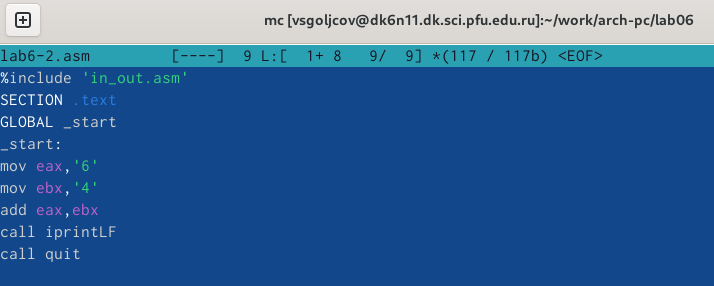 mc [vsgoljcov@dk6n11.dk.sci.pfu.edu.ru]:~/work/arch-pc/lab06
lab6-2.asm         [----]  9 L:[  1+ 8   9/  9] *(117 / 117b) <EOF>
%include 'in_out.asm'
SECTION .text
GLOBAL _start
_start:
mov eax,'6'
mov ebx,'4'
add eax,ebx
call iprintLF
call quit